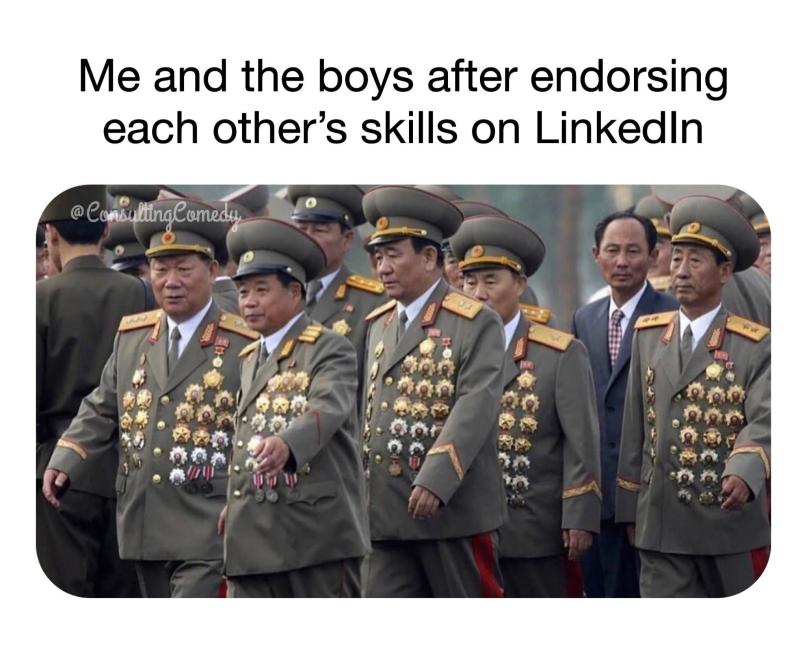 Me and the boys after endorsing
each other’s skills on LinkedIn
@ConsultingComedy